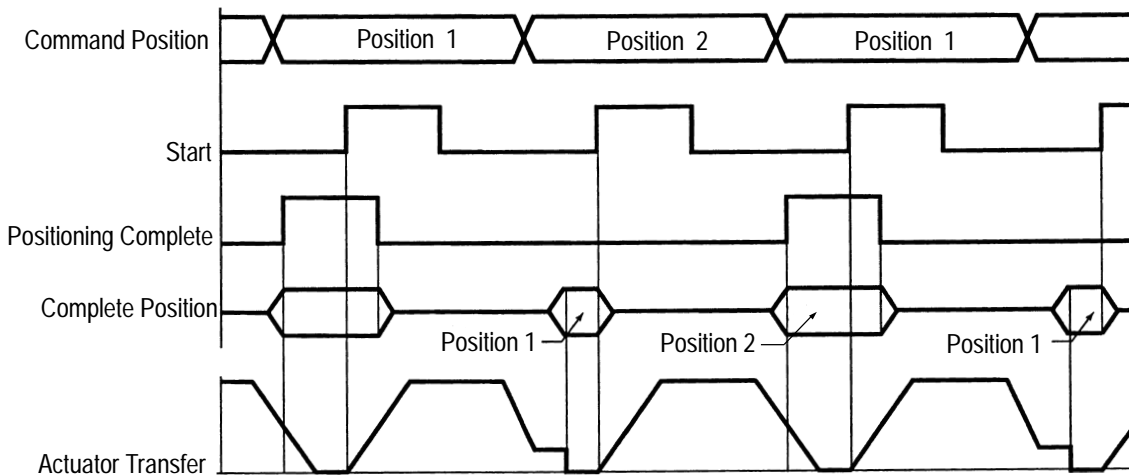 Command Position
Position 1
Position 2
Position 1
Start
Positioning Complete
Complete Position
Position 1
Position 2
Position 1
Actuator Transfer